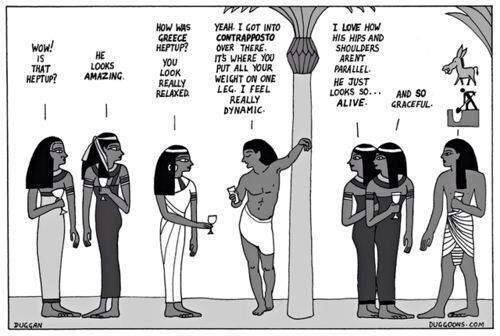 WOW!
IS
THAT
HEPTUP?
HE
LOOKS
AMAZING.
HOW WAS
GREECE
HEPTUP?
YOU
LOOK
REALLY
RELAXED.
YEAH. I GOT INTO
CONTRAPPOSTO
OVER THERE.
IT'S WHERE YOU
PUT ALL YOUR
WEIGHT ON ONE
LEG. I FEEL
REALLY
DYNAMIC.
I LOVE HOW
HIS HIPS AND
SHOULDERS
AREN'T
PARALLEL.
HE JUST
LOOKS SO...
ALIVE.
AND SO
GRACEFUL.
DUGGAN
DUGGOONS.COM